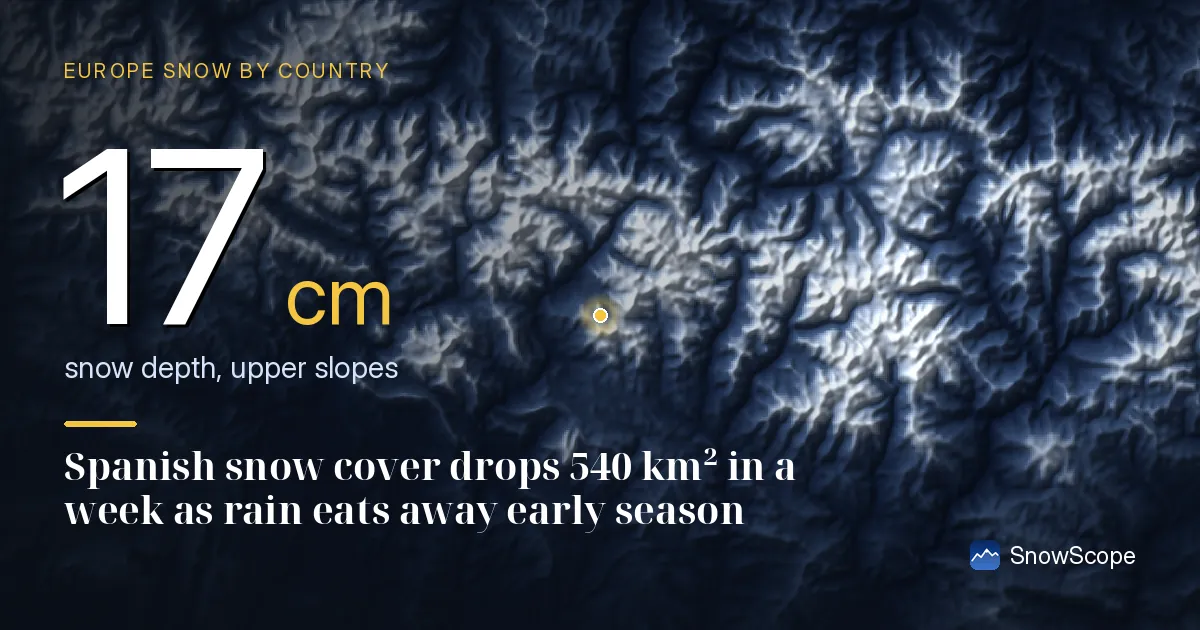 EUROPE SNOW BY COUNTRY
17 cm
snow depth, upper slopes
Spanish snow cover drops 540 km² in a
week as rain eats away early season
SnowScope